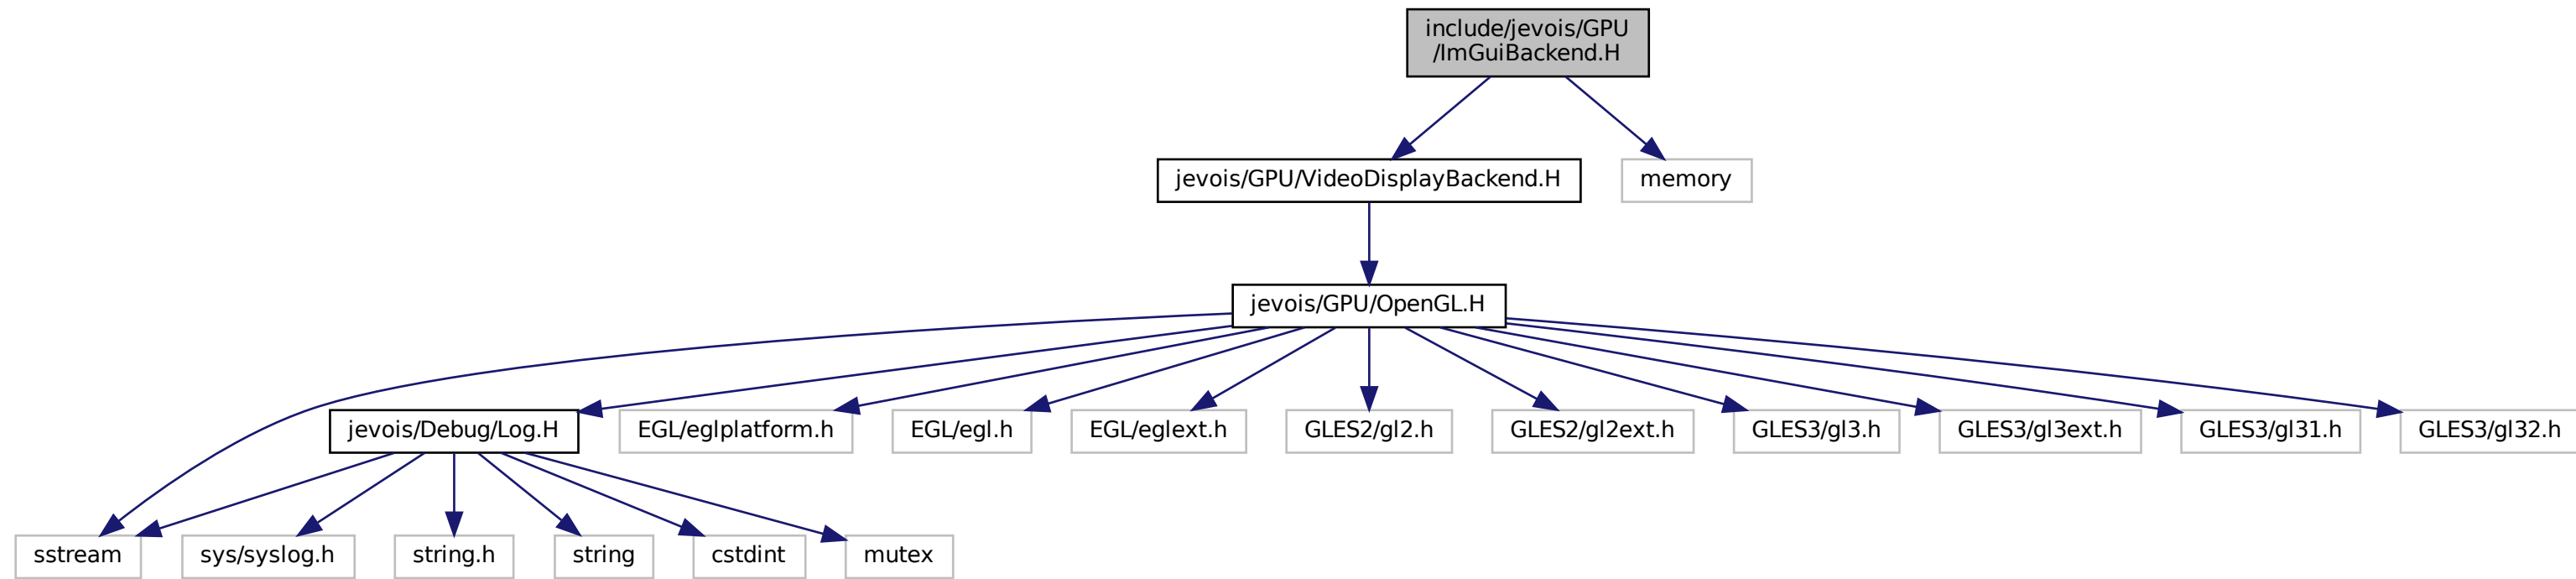 include/jevois/GPU
/ImGuiBackend.H
jevois/GPU/VideoDisplayBackend.H
memory
jevois/GPU/OpenGL.H
jevois/Debug/Log.H
EGL/eglplatform.h
EGL/egl.h
EGL/eglext.h
GLES2/gl2.h
GLES2/gl2ext.h
GLES3/gl3.h
GLES3/gl3ext.h
GLES3/gl31.h
GLES3/gl32.h
sstream
sys/syslog.h
string.h
string
cstdint
mutex